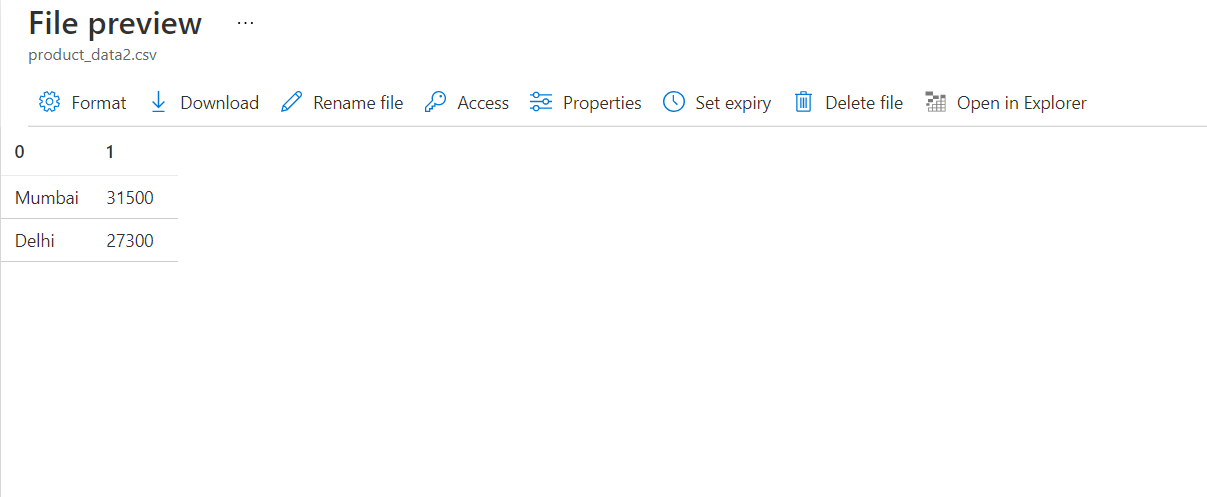 File preview ...
product_data2.csv
Format Download Rename file Access Properties Set expiry Delete file Open in Explorer
0 1
Mumbai 31500
Delhi 27300